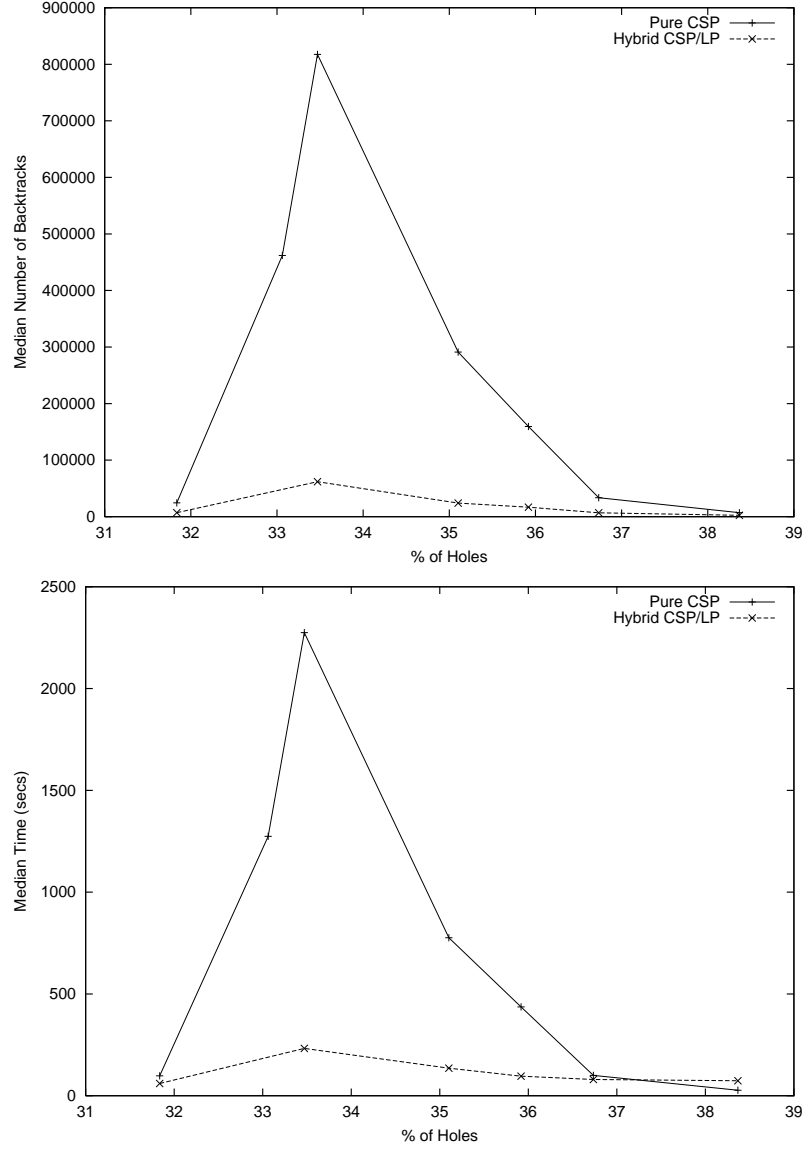 Pure CSP
Hybrid CSP/LP
900000
800000
700000
600000
500000
400000
300000
200000
100000
0
Median Number of Backtracks
31 32 33 34 35 36 37 38 39
% of Holes
Pure CSP
Hybrid CSP/LP
2500
2000
1500
1000
500
0
Median Time (secs)
31 32 33 34 35 36 37 38 39
% of Holes